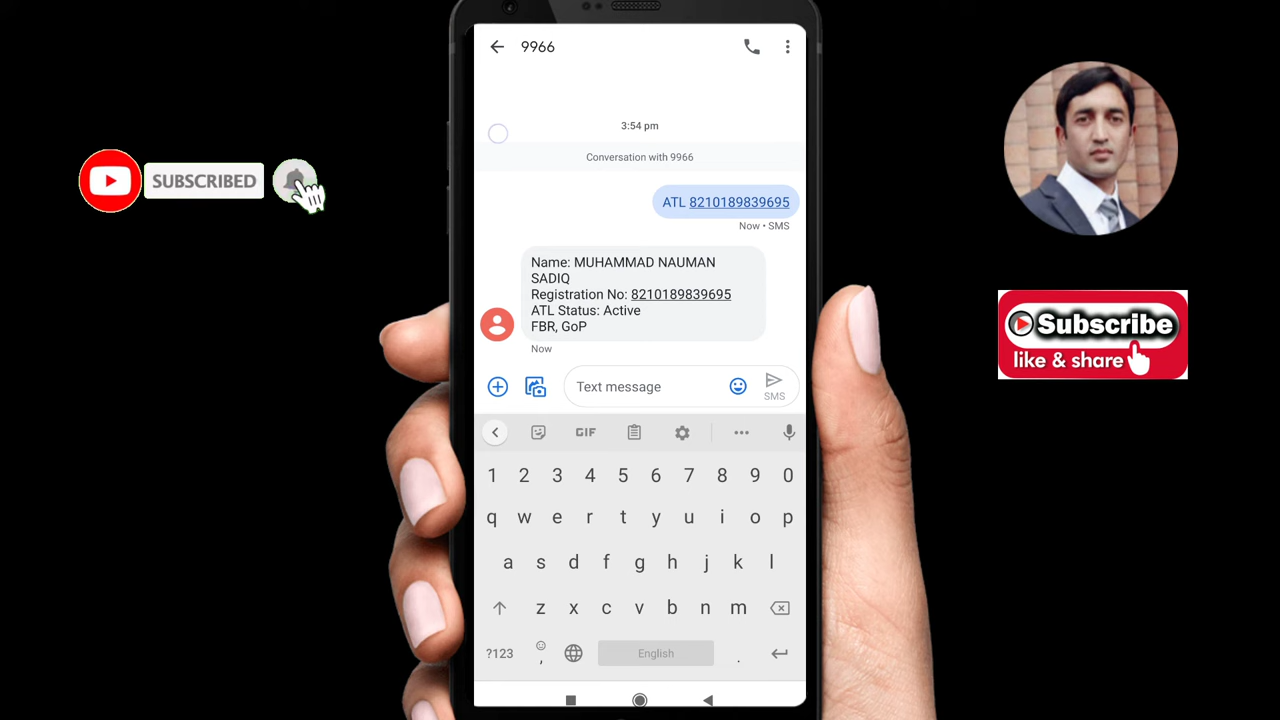 9966
3:54 pm
Conversation with 9966
ATL 8210189839695
Now • SMS
Name: MUHAMMAD NAUMAN
SADIQ
Registration No: 8210189839695
ATL Status: Active
FBR, GoP
Now
Text message
SMS
GIF
1 2 3 4 5 6 7 8 9 0
q w e r t y u i o p
a s d f g h j k l
z x c v b n m
?123 , English .
SUBSCRIBED
Subscribe
like & share